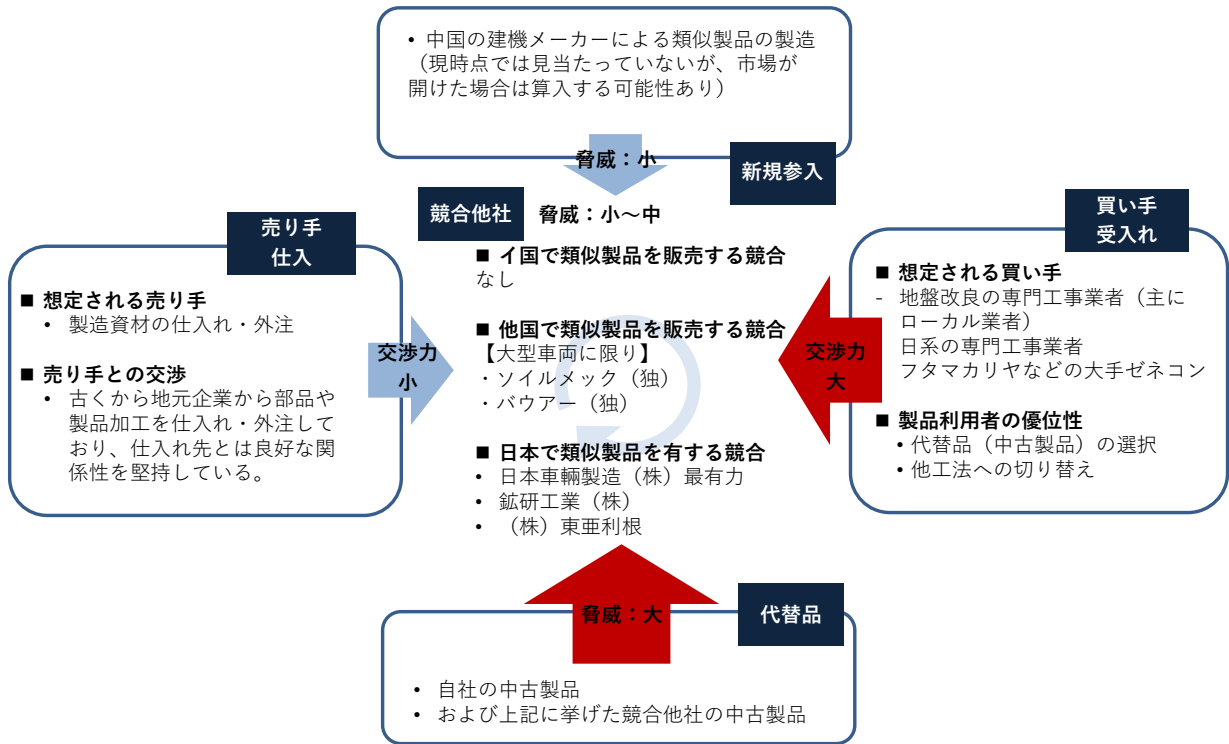 • 中国の建機メーカーによる類似製品の製造
（現時点では見当たっていないが、市場が
開けた場合は算入する可能性あり）
脅威：小
新規参入
競合他社
脅威：小～中
売り手
仕入
■ 想定される売り手
• 製造資材の仕入れ・外注
■ 売り手との交渉
• 古くから地元企業から部品や
製品加工を仕入れ・外注して
おり、仕入れ先とは良好な関
係性を堅持している。
交渉力
小
■ イ国で類似製品を販売する競合
なし
■ 他国で類似製品を販売する競合
【大型車両に限り】
・ソイルメック（独）
・バウアー（独）
■ 日本で類似製品を有する競合
• 日本車輌製造（株）最有力
• 鉱研工業（株）
• （株）東亜利根
交渉力
大
買い手
受入れ
■ 想定される買い手
- 地盤改良の専門工事業者（主に
ローカル業者）
日系の専門工事業者
フタマカリヤなどの大手ゼネコン
■ 製品利用者の優位性
• 代替品（中古製品）の選択
• 他工法への切り替え
脅威：大
代替品
• 自社の中古製品
• および上記に挙げた競合他社の中古製品